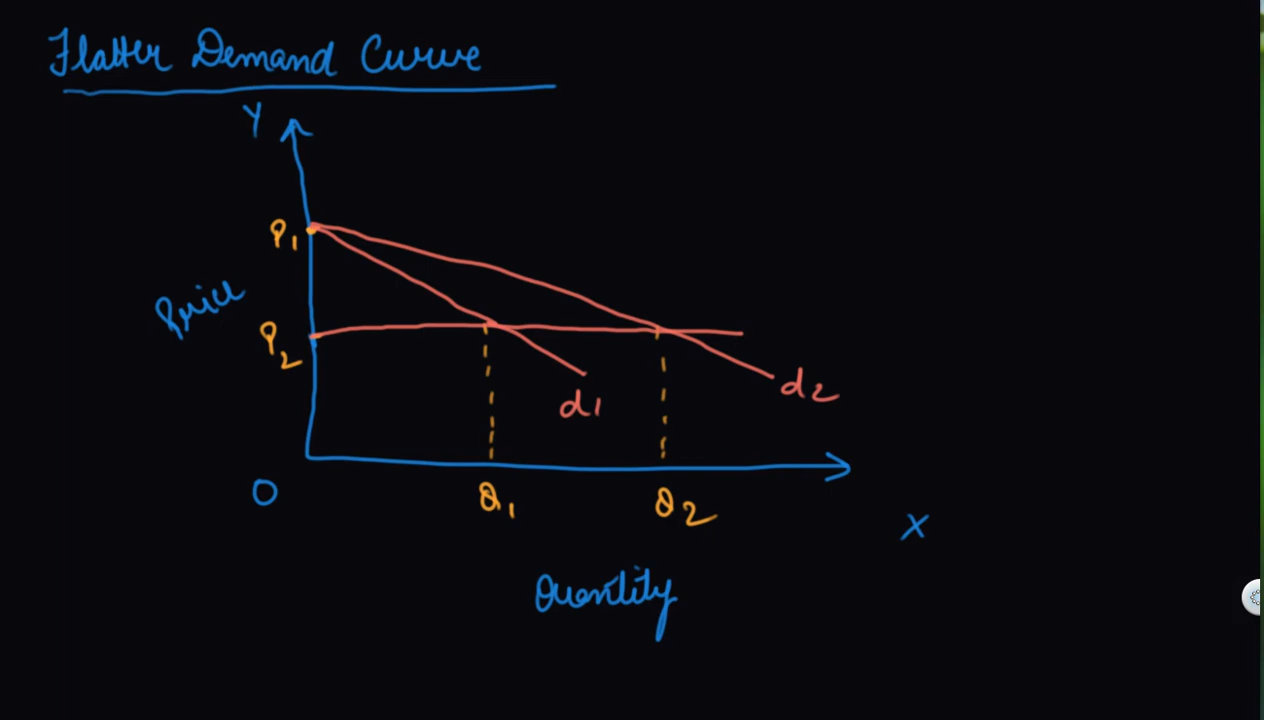 Flatter Demand Curve
Y
P1
Price
P2
d1
d2
O
Q1
Q2
X
Quantity